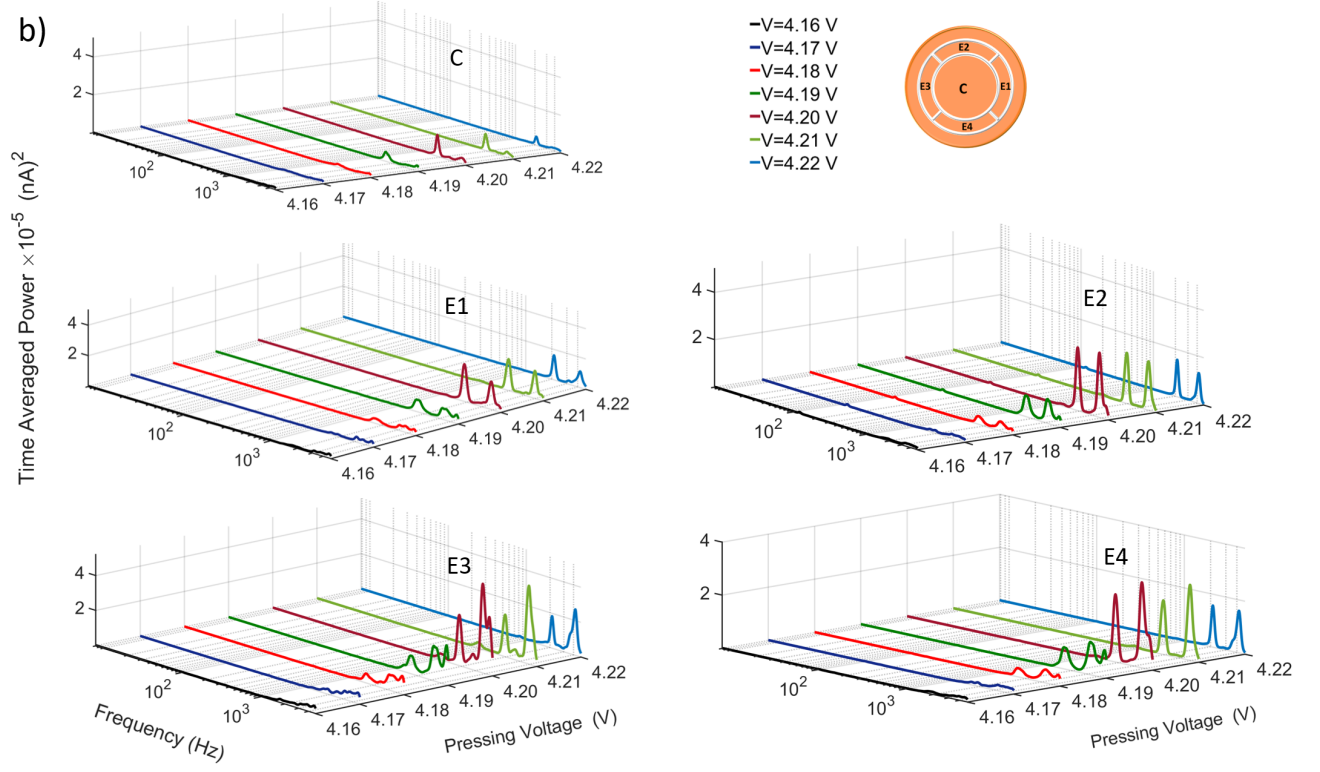 b)
C
4
2
10²
10³
4.16
4.17
4.18
4.19
4.20
4.21
4.22
V=4.16 V
V=4.17 V
V=4.18 V
V=4.19 V
V=4.20 V
V=4.21 V
V=4.22 V
E2
E3
C
E1
E4
Time Averaged Power ×10⁻⁵ (nA)²
E1
4
2
10²
10³
4.16
4.17
4.18
4.19
4.20
4.21
4.22
E2
4
2
10²
10³
4.16
4.17
4.18
4.19
4.20
4.21
4.22
E3
4
2
10²
10³
4.16
4.17
4.18
4.19
4.20
4.21
4.22
Frequency (Hz)
Pressing Voltage (V)
E4
4
2
10²
10³
4.16
4.17
4.18
4.19
4.20
4.21
4.22
Pressing Voltage (V)